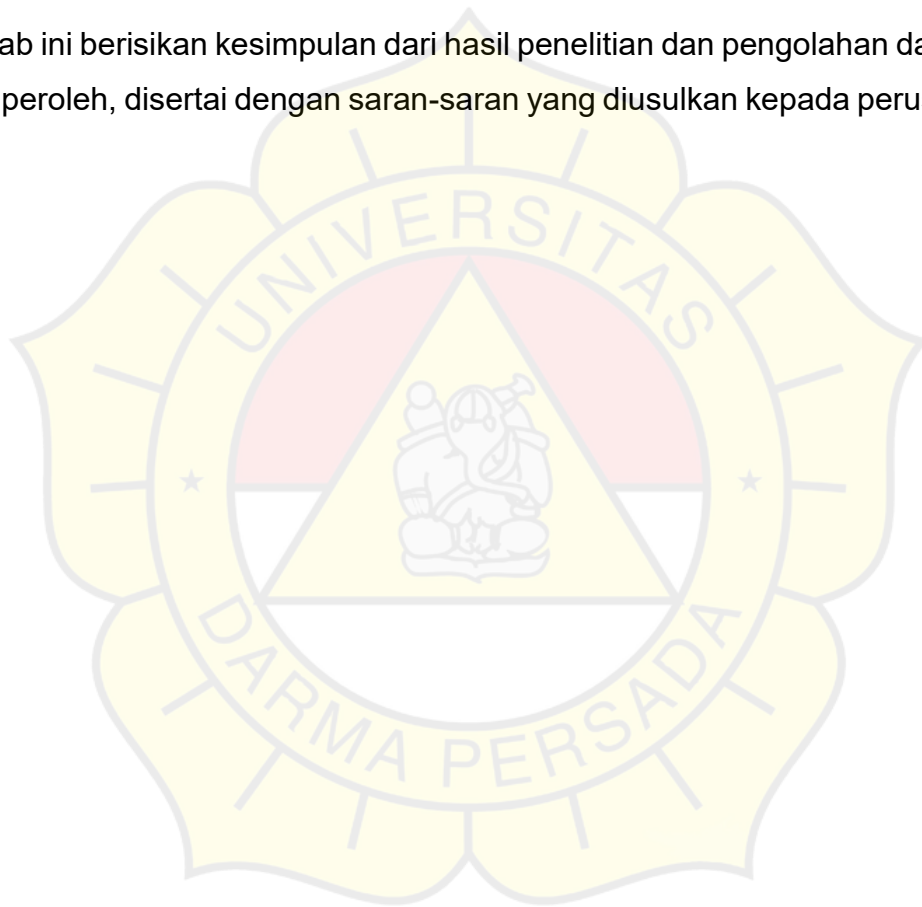 ab ini berisikan kesimpulan dari hasil penelitian dan pengolahan da
peroleh, disertai dengan saran-saran yang diusulkan kepada peru
UNIVERSITAS
DARMA PERSADA